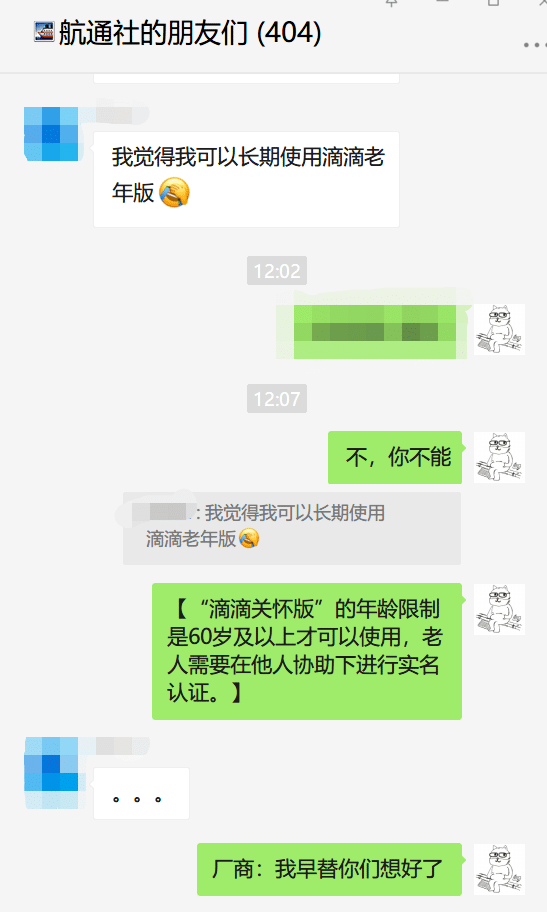 航通社的朋友们 (404)
我觉得我可以长期使用滴滴老
年版🤣
12:02
12:07
不，你不能
: 我觉得我可以长期使用
滴滴老年版🤣
【“滴滴关怀版”的年龄限制
是60岁及以上才可以使用，老
人需要在他人协助下进行实名
认证。】
。。。
厂商：我早替你们想好了